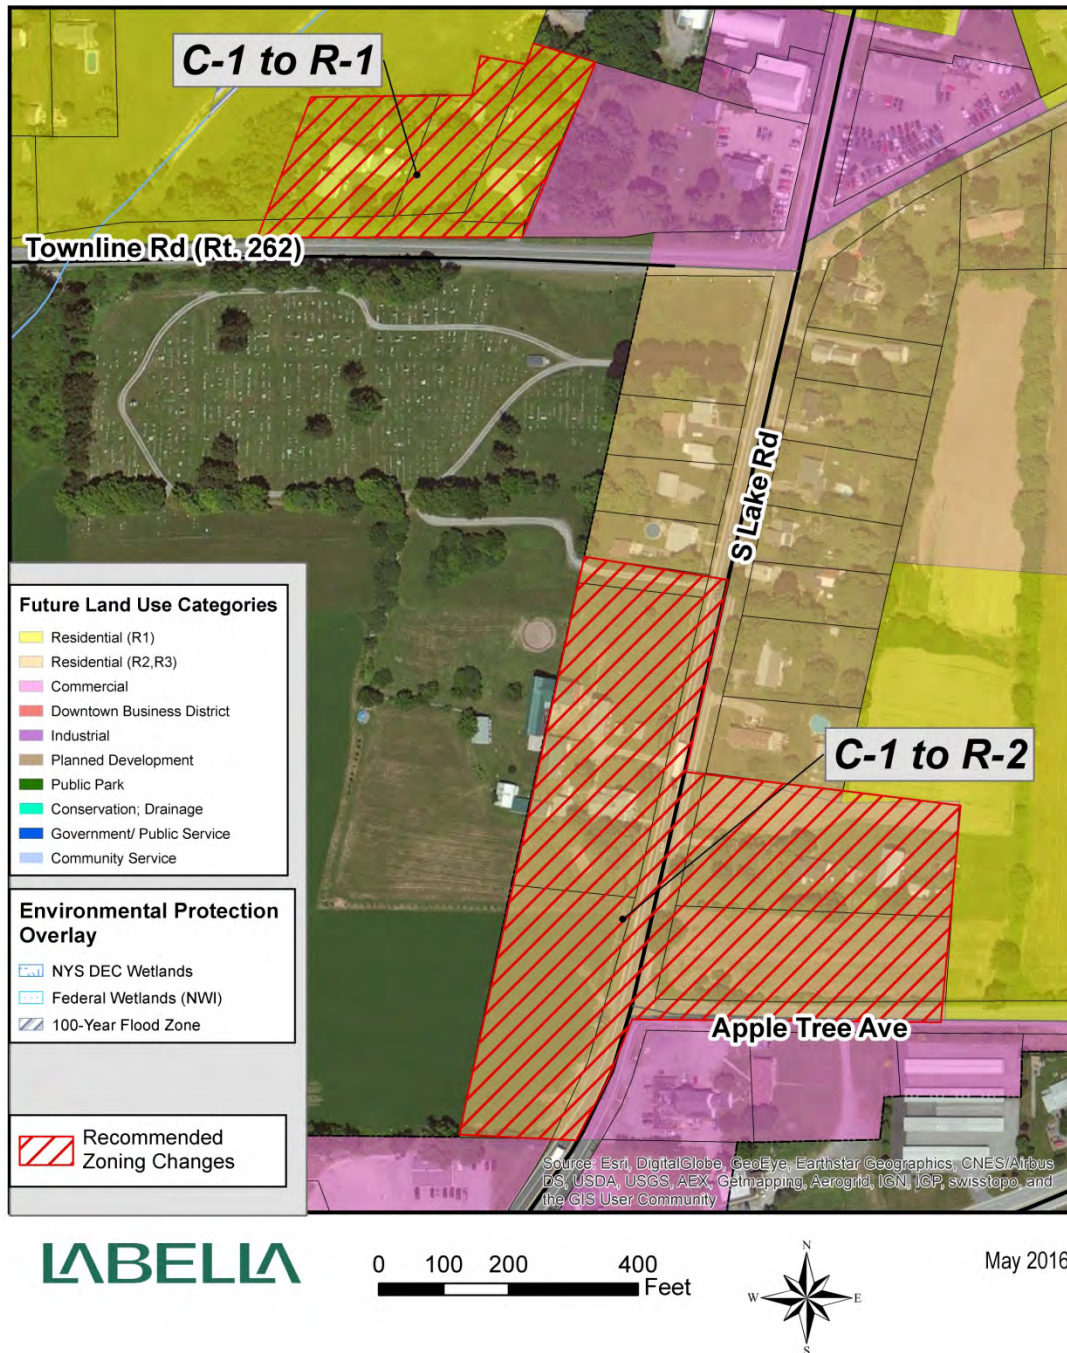 C-1 to R-1
Townline Rd (Rt. 262)
S Lake Rd
C-1 to R-2
Apple Tree Ave
Future Land Use Categories
Residential (R1)
Residential (R2,R3)
Commercial
Downtown Business District
Industrial
Planned Development
Public Park
Conservation; Drainage
Government/ Public Service
Community Service
Environmental Protection
Overlay
NYS DEC Wetlands
Federal Wetlands (NWI)
100-Year Flood Zone
Recommended
Zoning Changes
Source: Esri, DigitalGlobe, GeoEye, Earthstar Geographics, CNES/Airbus
DS, USDA, USGS, AEX, Getmapping, Aerogrid, IGN, IGP, swisstopo, and
the GIS User Community
LABELLA
0 100 200 400
Feet
N
W E
S
May 2016